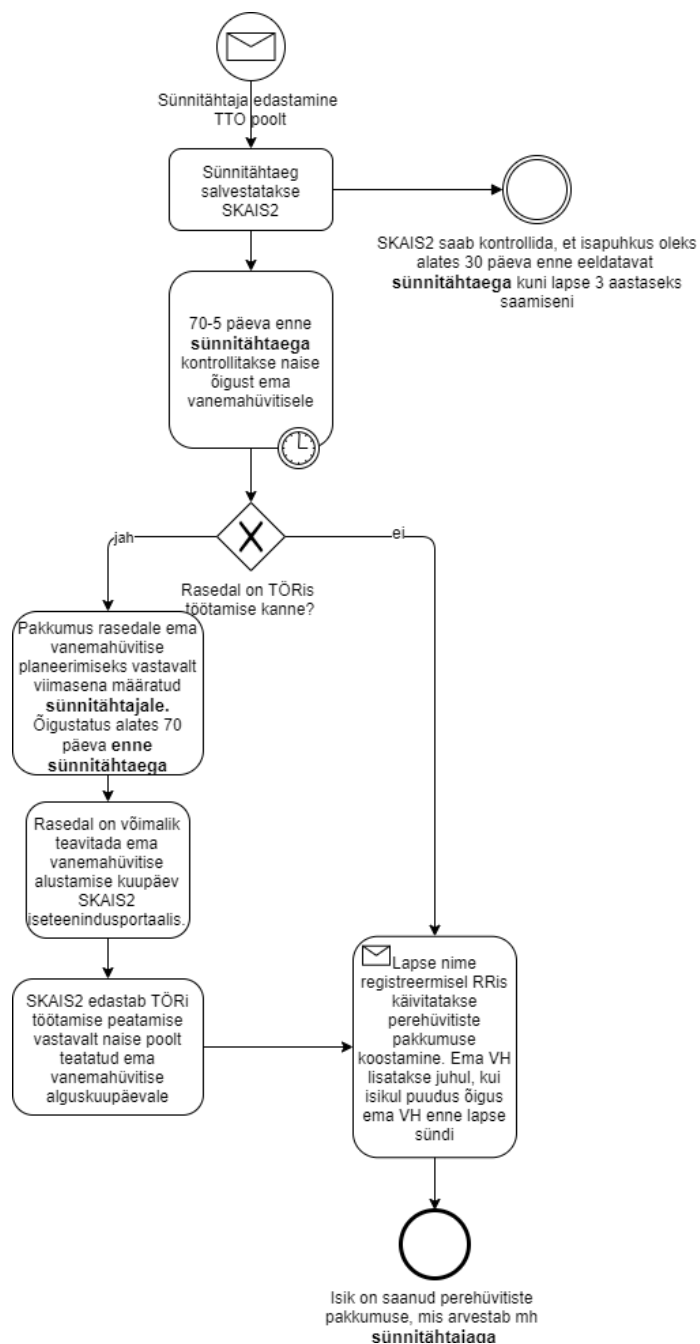 Sünnitähtaja edastamine
TTO poolt
Sünnitähtaeg
salvestatakse
SKAIS2
SKAIS2 saab kontrollida, et isapuhkus oleks
alates 30 päeva enne eeldatavat
sünnitähtaega kuni lapse 3 aastaseks
saamiseni
70-5 päeva enne
sünnitähtaega
kontrollitakse naise
õigust ema
vanemahüvitisele
jah
ei
Rasedal on TÖRis
töötamise kanne?
Pakkumus rasedale ema
vanemahüvitise
planeerimiseks vastavalt
viimasena määratud
sünnitähtajale.
Õigustatus alates 70
päeva enne
sünnitähtaega
Rasedal on võimalik
teavitada ema
vanemahüvitise
alustamise kuupäev
SKAIS2
iseteenindusportaalis.
SKAIS2 edastab TÖRi
töötamise peatamise
vastavalt naise poolt
teatatud ema
vanemahüvitise
alguskuupäevale
Lapse nime
registreermisel RRis
käivitatakse
perehüvitiste
pakkumuse
koostamine. Ema VH
lisatakse juhul, kui
isikul puudus õigus
ema VH enne lapse
sündi
Isik on saanud perehüvitiste
pakkumuse, mis arvestab mh
sünnitähtajaga